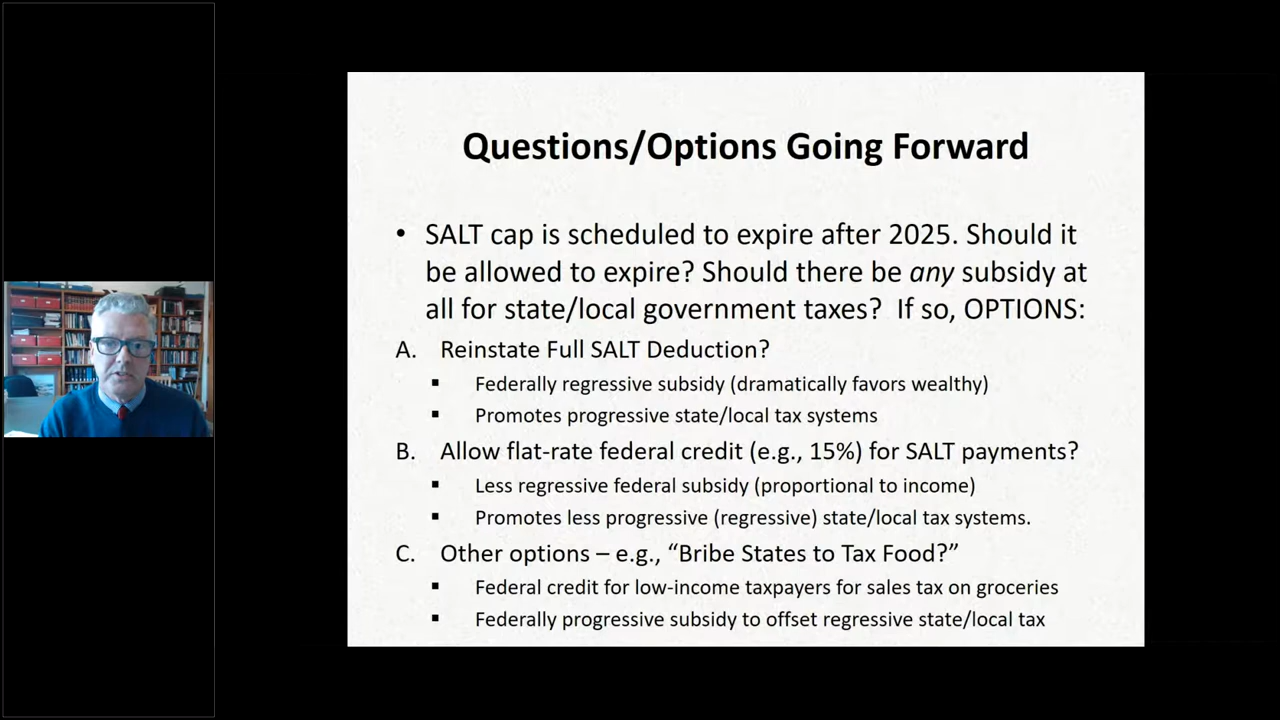 Questions/Options Going Forward
• SALT cap is scheduled to expire after 2025. Should it
be allowed to expire? Should there be any subsidy at
all for state/local government taxes?  If so, OPTIONS:
A. Reinstate Full SALT Deduction?
▪ Federally regressive subsidy (dramatically favors wealthy)
▪ Promotes progressive state/local tax systems
B. Allow flat-rate federal credit (e.g., 15%) for SALT payments?
▪ Less regressive federal subsidy (proportional to income)
▪ Promotes less progressive (regressive) state/local tax systems.
C. Other options – e.g., “Bribe States to Tax Food?”
▪ Federal credit for low-income taxpayers for sales tax on groceries
▪ Federally progressive subsidy to offset regressive state/local tax